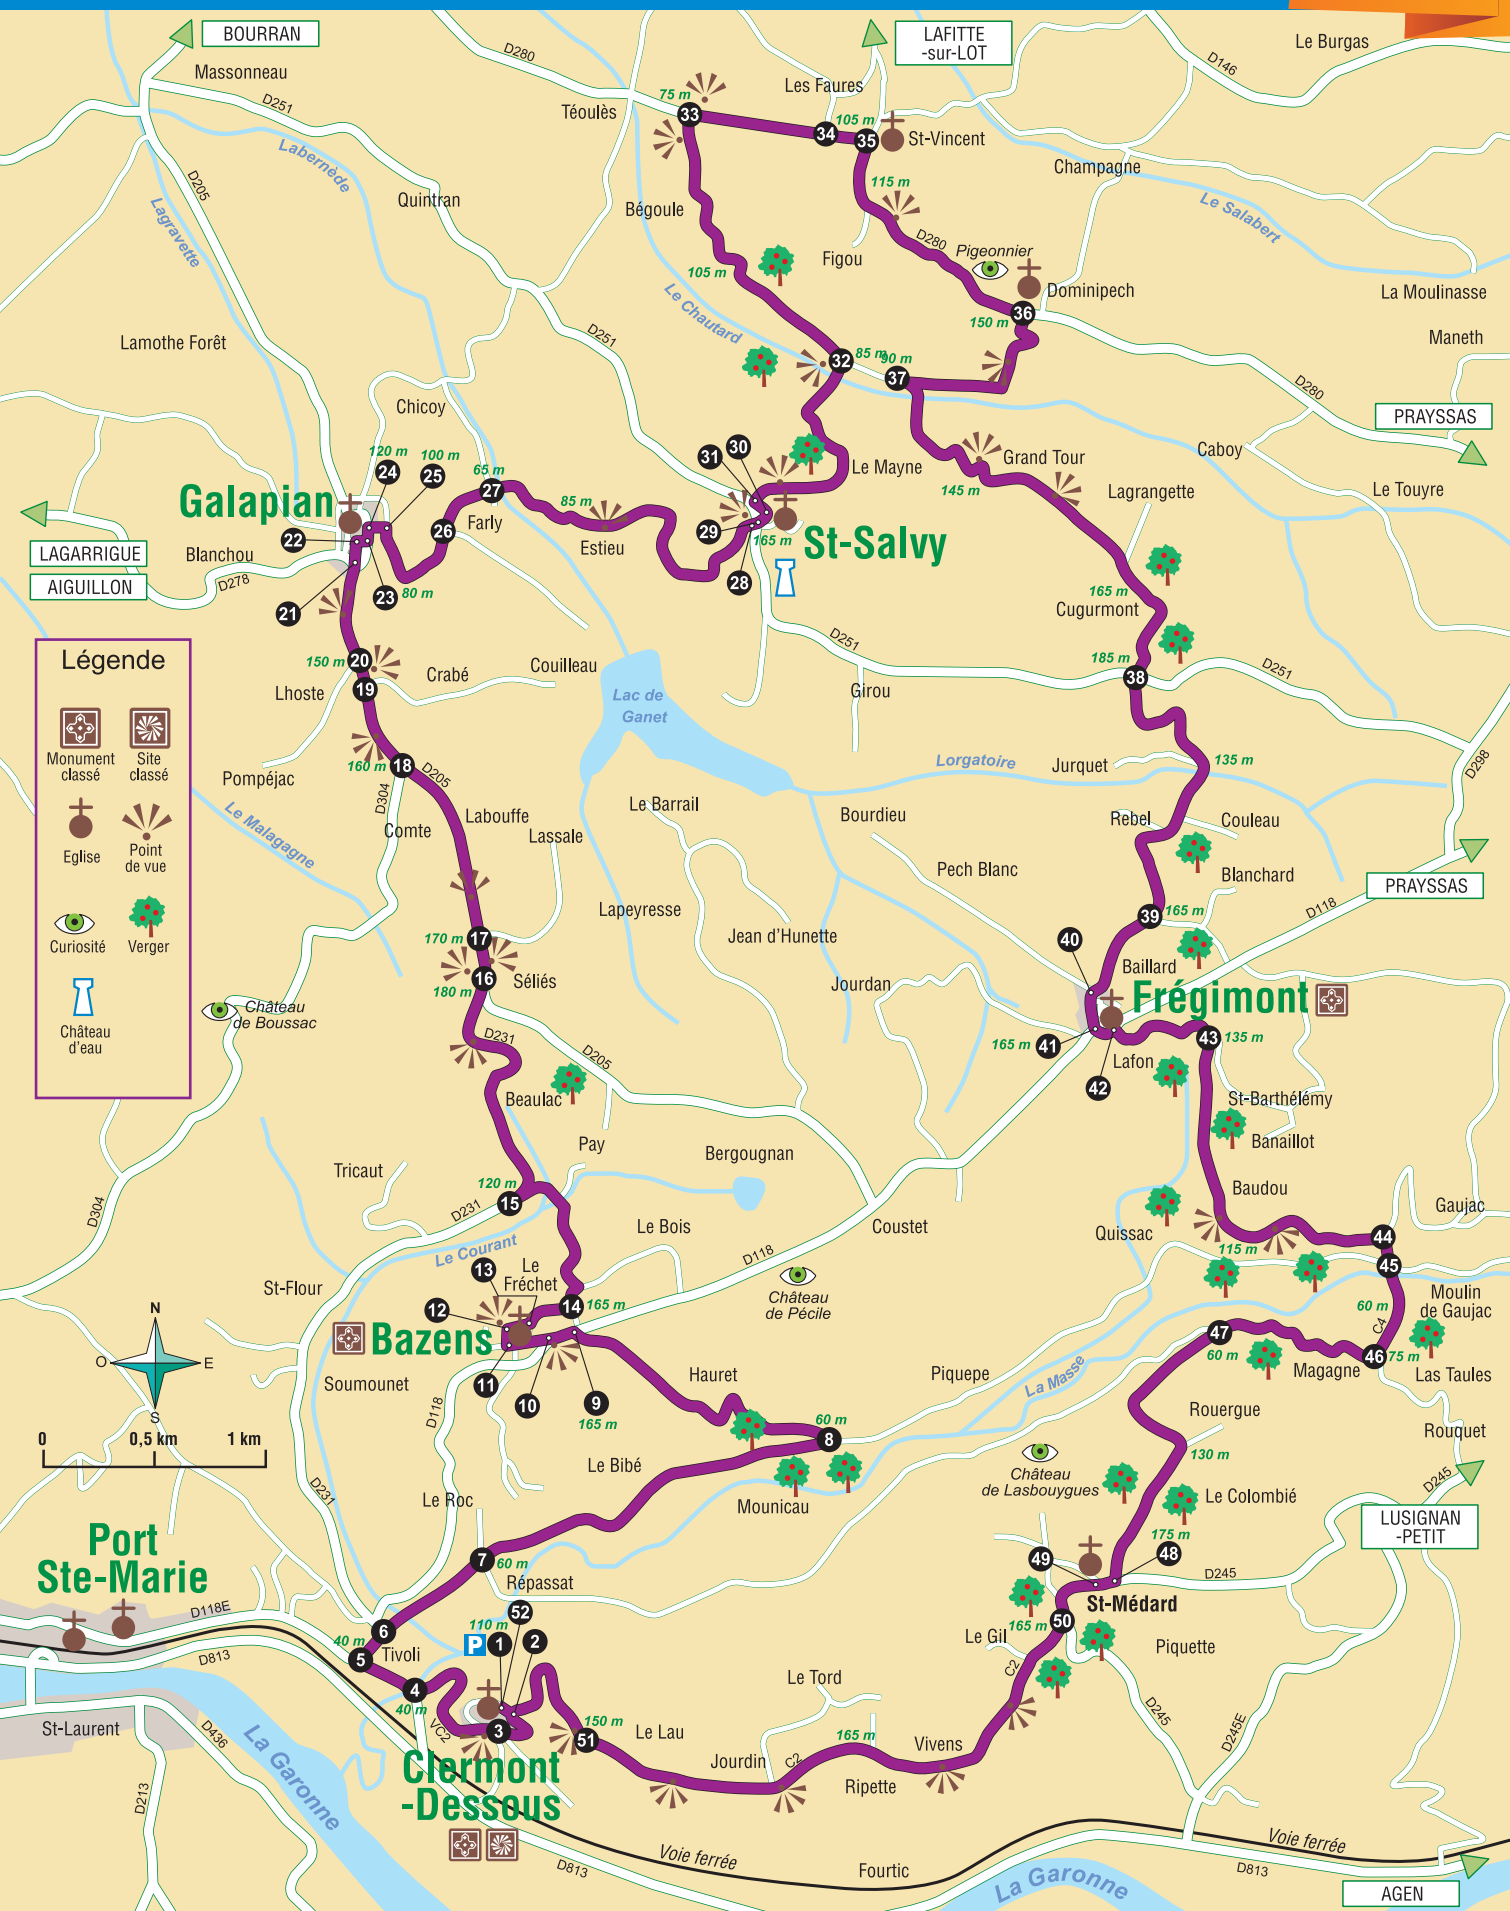 BOURRAN
LAFITTE
-sur-LOT
Le Burgas
Massonneau
D280
D146
D251
Les Faures
75 m
33
Téoulès
105 m
34
35
St-Vincent
Labernède
Champagne
D205
Quintran
Lagravette
115 m
Le Salabert
Bégoule
D280
Pigeonnier
Figou
105 m
Dominipech
La Moulinasse
Le Chautard
36
150 m
Maneth
D251
Lamothe Forêt
32
85 m
90 m
37
D280
Chicoy
PRAYSSAS
120 m
100 m
24
25
31
30
Le Mayne
Grand Tour
Caboy
65 m
27
145 m
Lagrangette
Le Touyre
Galapian
85 m
26
Farly
29
165 m
St-Salvy
22
Estieu
LAGARRIGUE
Blanchou
AIGUILLON
D278
28
21
23
80 m
165 m
Cugurmont
Légende
D251
150 m
20
Crabé
Couilleau
185 m
38
D251
Lhoste
19
Lac de
Ganet
Girou
Monument
classé
Site
classé
160 m
18
D205
Pompéjac
Lorgatoire
Jurquet
135 m
D298
D304
Le Malagagne
Comte
Labouffe
Lassale
Le Barrail
Bourdieu
Rebel
Couleau
Eglise
Point
de vue
Pech Blanc
Blanchard
PRAYSSAS
Lapeyresse
39
165 m
D118
Curiosité
Verger
170 m
17
Jean d'Hunette
40
16
Séliés
180 m
Jourdan
Baillard
Frégimont
Château
de Boussac
Château
d'eau
D231
165 m
41
43
135 m
D205
42
Lafon
Beaulac
St-Barthélémy
Pay
Banaillot
Tricaut
Bergougnan
120 m
15
D231
Baudou
D304
Gaujac
Le Courant
Le Bois
Coustet
Quissac
44
D118
115 m
13
Le
Fréchet
45
St-Flour
Château
de Pécile
Moulin
de Gaujac
12
14
165 m
60 m
C4
N
Bazens
47
O
E
60 m
46
75 m
Magagne
Las Taules
Soumounet
11
10
9
165 m
Hauret
Piquepe
La Masse
S
D118
Rouergue
0
0,5 km
1 km
60 m
8
Rouquet
130 m
Le Bibé
Château
de Lasbouygues
D245
D231
Le Roc
Mounicau
Le Colombié
LUSIGNAN
-PETIT
Port
Ste-Marie
175 m
7
60 m
49
48
Répassat
D245
D118E
52
St-Médard
6
110 m
P
1
2
165 m
50
40 m
5
Tivoli
Le Gil
Piquette
D813
4
40 m
C2
Le Tord
St-Laurent
VC2
3
150 m
51
Le Lau
165 m
D245
D245E
D436
Vivens
Jourdin
C2
Ripette
La Garonne
Clermont
-Dessous
D213
Voie ferrée
Voie ferrée
D813
Fourtic
D813
La Garonne
AGEN